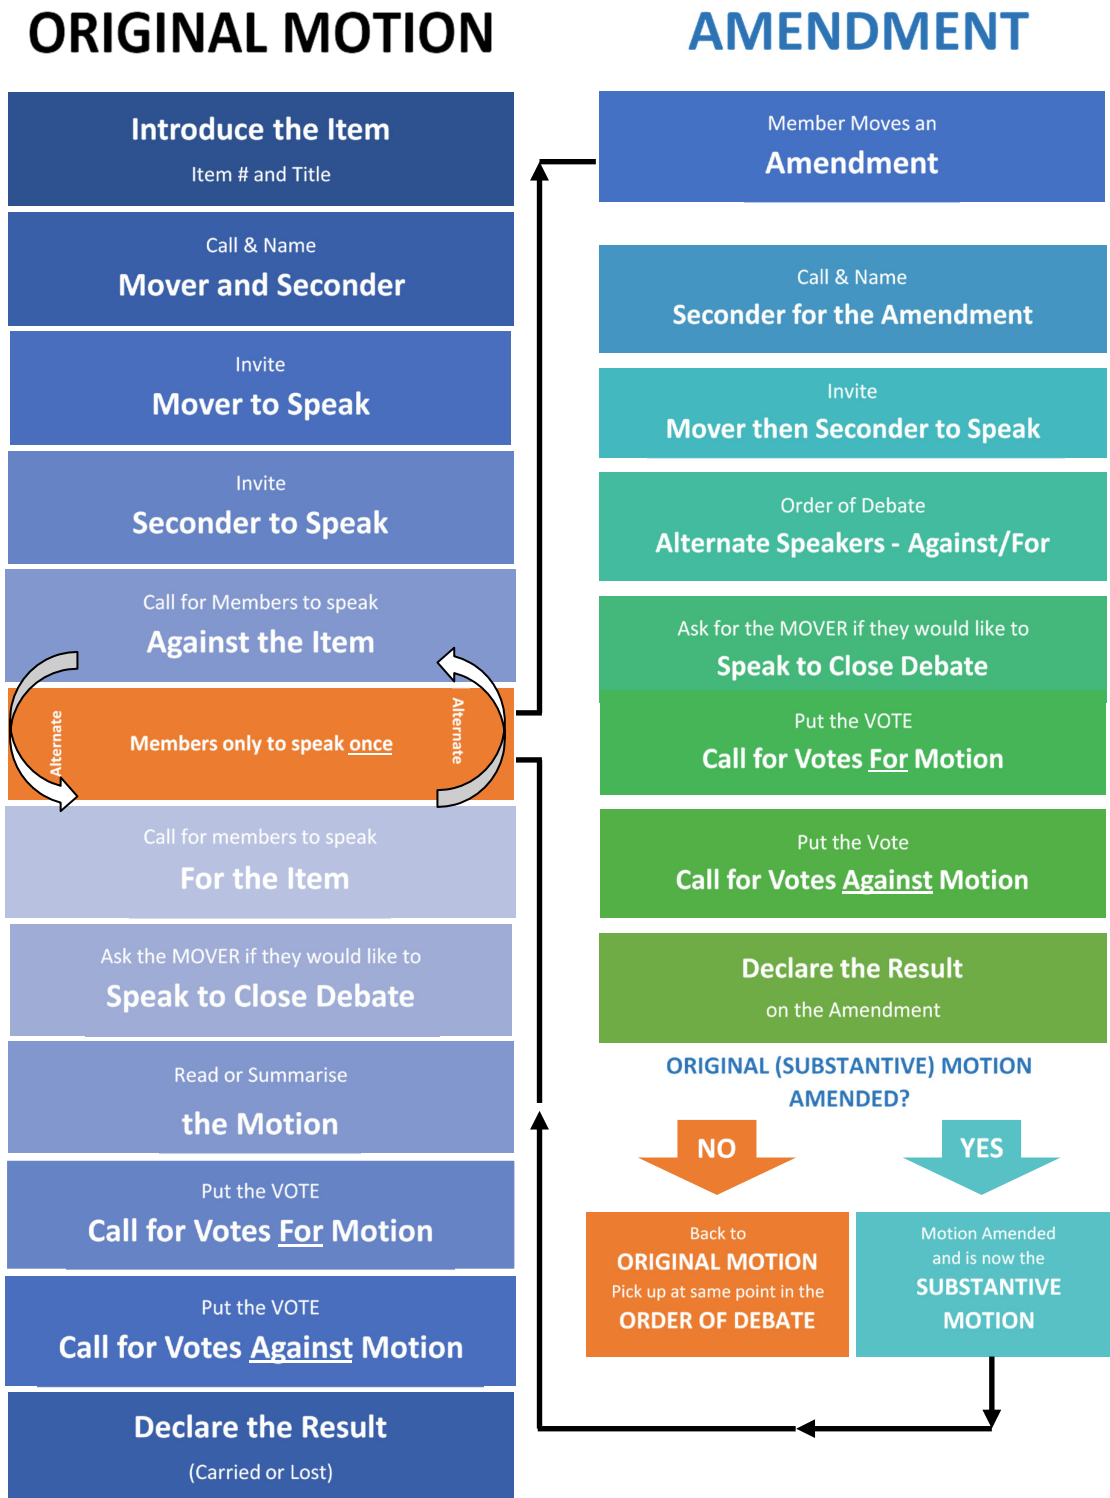 ORIGINAL MOTION
Introduce the Item
Item # and Title
Call & Name
Mover and Seconder
Invite
Mover to Speak
Invite
Seconder to Speak
Call for Members to speak
Against the Item
Alternate
Members only to speak once
Alternate
Call for members to speak
For the Item
Ask the MOVER if they would like to
Speak to Close Debate
Read or Summarise
the Motion
Put the VOTE
Call for Votes For Motion
Put the VOTE
Call for Votes Against Motion
Declare the Result
(Carried or Lost)
AMENDMENT
Member Moves an
Amendment
Call & Name
Seconder for the Amendment
Invite
Mover then Seconder to Speak
Order of Debate
Alternate Speakers - Against/For
Ask for the MOVER if they would like to
Speak to Close Debate
Put the VOTE
Call for Votes For Motion
Put the Vote
Call for Votes Against Motion
Declare the Result
on the Amendment
ORIGINAL (SUBSTANTIVE) MOTION
AMENDED?
NO
YES
Back to
ORIGINAL MOTION
Pick up at same point in the
ORDER OF DEBATE
Motion Amended
and is now the
SUBSTANTIVE
MOTION